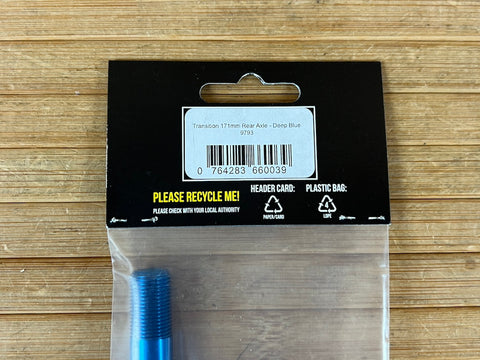 Transition 171mm Rear Axle - Deep Blue
9793
0 764283 660039
PLEASE RECYCLE ME!
PLEASE CHECK WITH YOUR LOCAL AUTHORITY
HEADER CARD:
PAPER/CARD
PLASTIC BAG:
4
LDPE